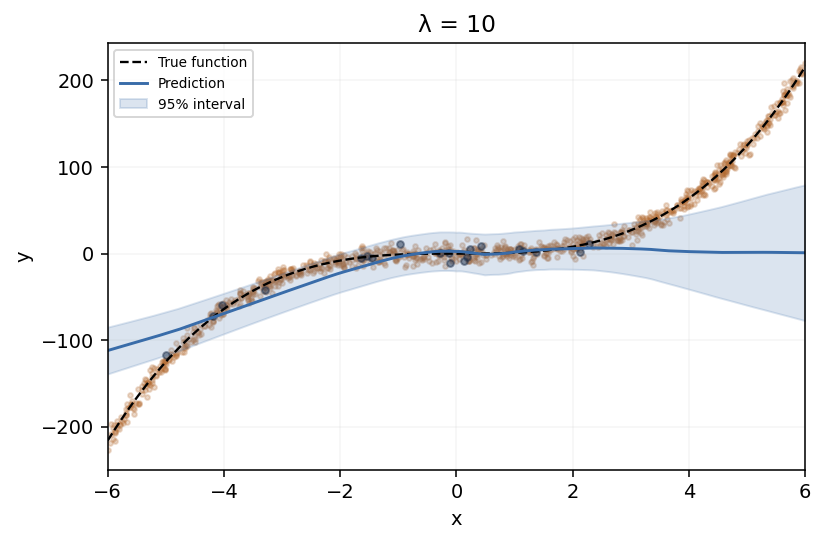 λ = 10
True function
Prediction
95% interval
y
200
100
0
−100
−200
−6
−4
−2
0
2
4
6
x